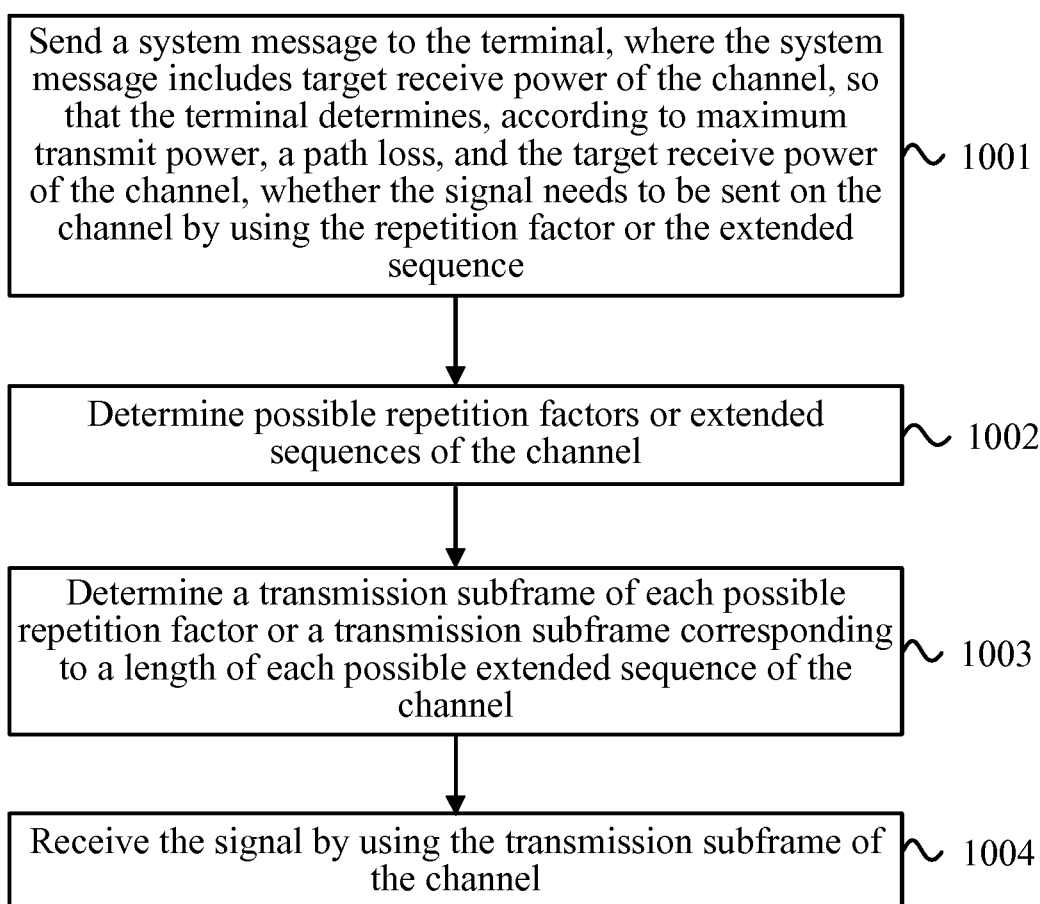 Send a system message to the terminal, where the system
message includes target receive power of the channel, so
that the terminal determines, according to maximum
transmit power, a path loss, and the target receive power
of the channel, whether the signal needs to be sent on the
channel by using the repetition factor or the extended
sequence
1001
Determine possible repetition factors or extended
sequences of the channel
1002
Determine a transmission subframe of each possible
repetition factor or a transmission subframe corresponding
to a length of each possible extended sequence of the
channel
1003
Receive the signal by using the transmission subframe of
the channel
1004